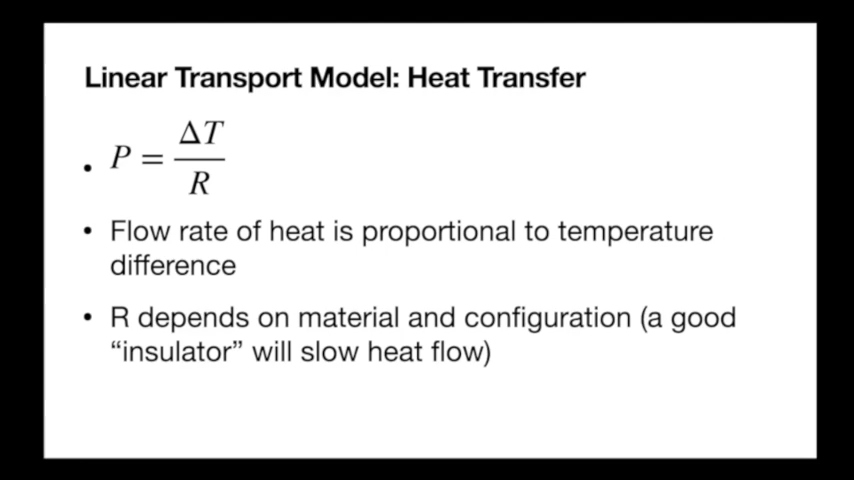 Linear Transport Model: Heat Transfer
• P = ΔT / R
• Flow rate of heat is proportional to temperature
difference
• R depends on material and configuration (a good
“insulator” will slow heat flow)